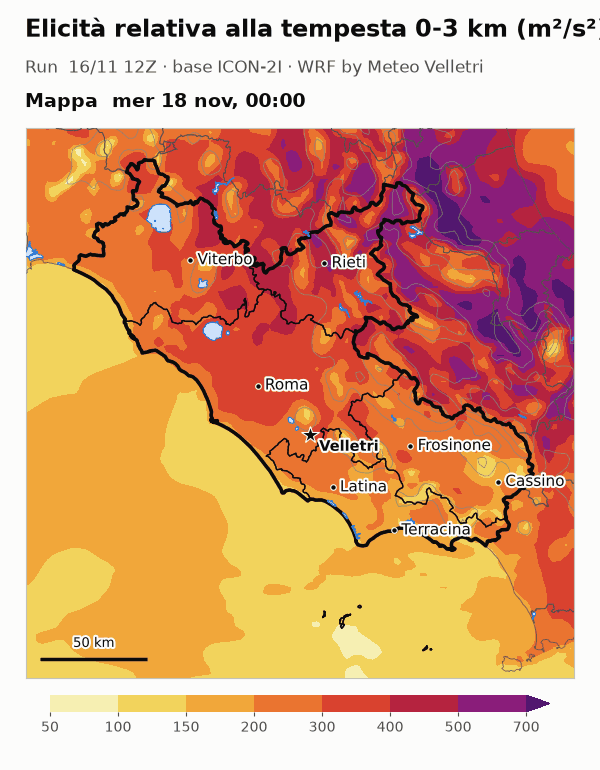 Elicità relativa alla tempesta 0-3 km (m²/s²)
Run 16/11 12Z · base ICON-2I · WRF by Meteo Velletri
Mappa mer 18 nov, 00:00
Viterbo
Rieti
Roma
Velletri
Frosinone
Cassino
Latina
Terracina
50 km
50 100 150 200 300 400 500 700